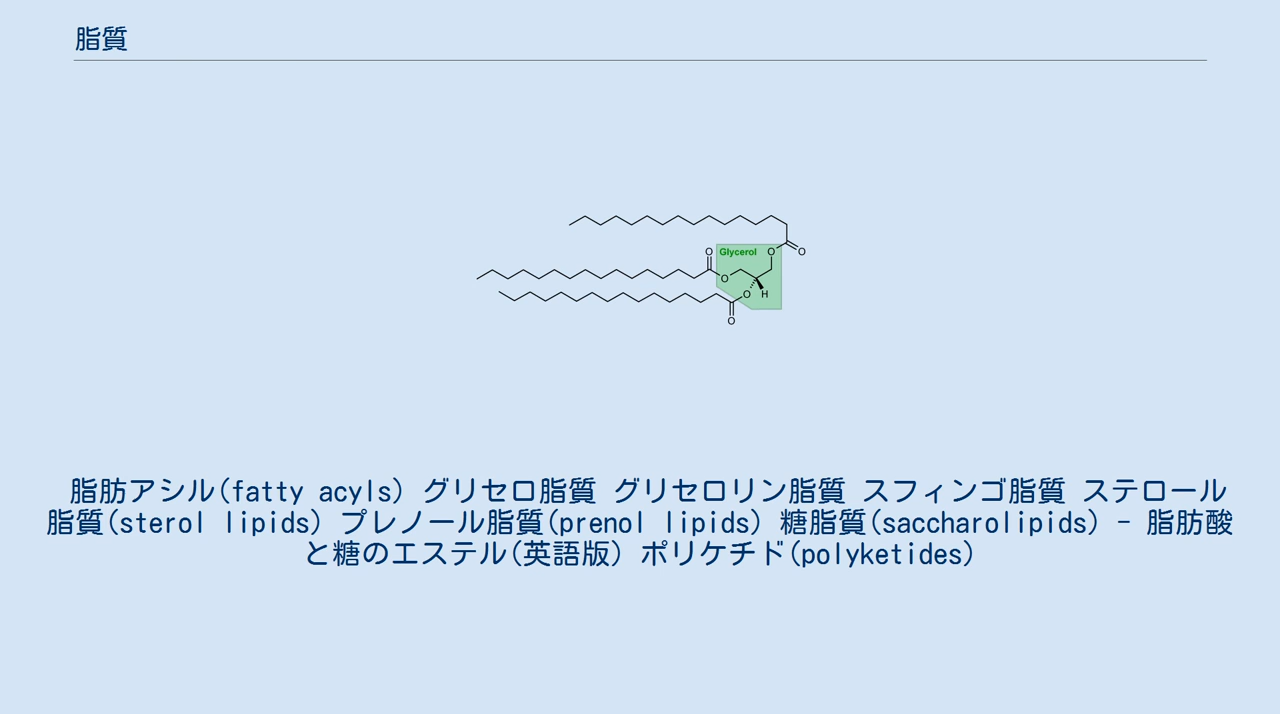 脂質
O
O
Glycerol
O
O
O
H
O
脂肪アシル(fatty acyls) グリセロ脂質 グリセロリン脂質 スフィンゴ脂質 ステロール
脂質(sterol lipids) プレノール脂質(prenol lipids) 糖脂質(saccharolipids) - 脂肪酸
と糖のエステル(英語版) ポリケチド(polyketides)